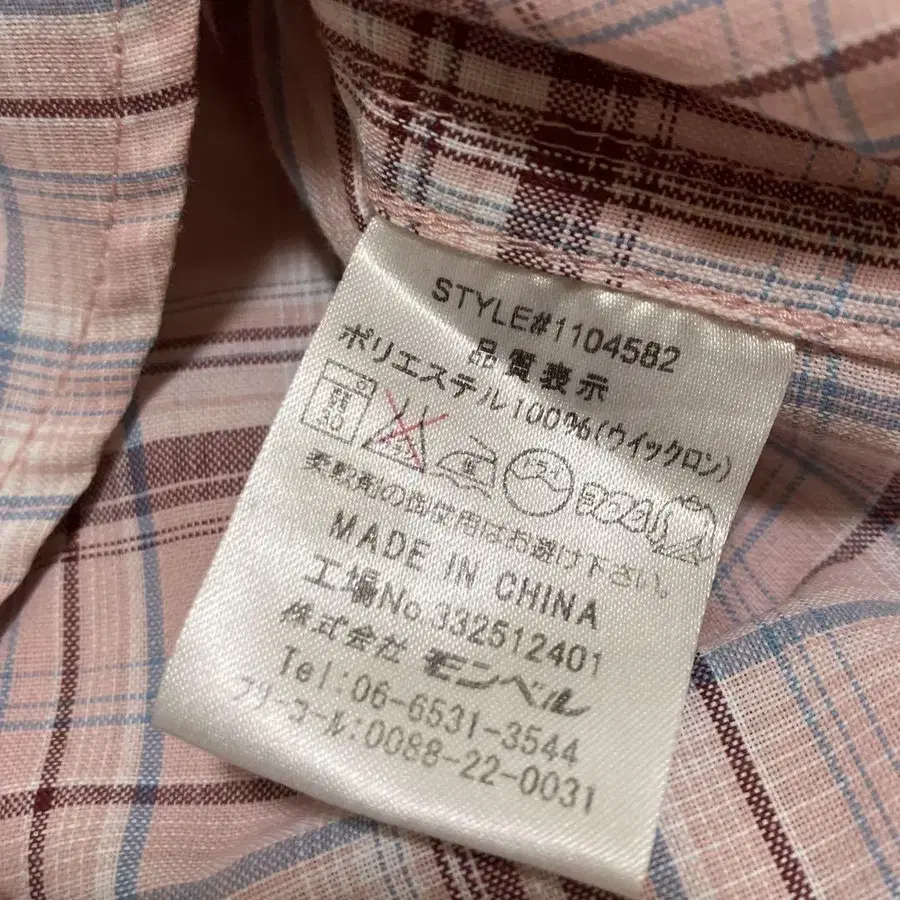 STYLE#1104582
品質表示
ポリエステル100%(ウイックロン)
柔軟剤の御使用はお避け下さい。
MADE IN CHINA
工場No.332512401
株式会社 モンベル
Tel:06-6531-3544
フリーコール:0088-22-0031